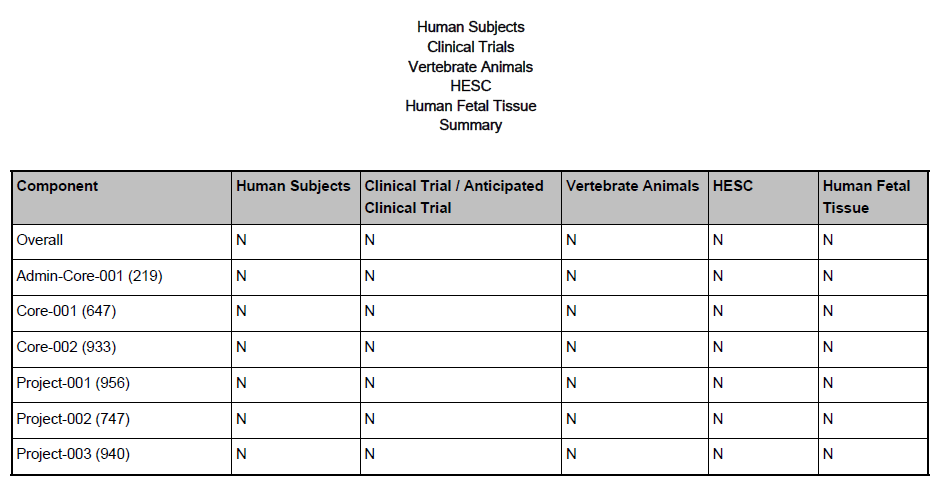 Human Subjects
Clinical Trials
Vertebrate Animals
HESC
Human Fetal Tissue
Summary
Component Human Subjects Clinical Trial / Anticipated Clinical Trial Vertebrate Animals HESC Human Fetal Tissue
Overall N N N N N
Admin-Core-001 (219) N N N N N
Core-001 (647) N N N N N
Core-002 (933) N N N N N
Project-001 (956) N N N N N
Project-002 (747) N N N N N
Project-003 (940) N N N N N